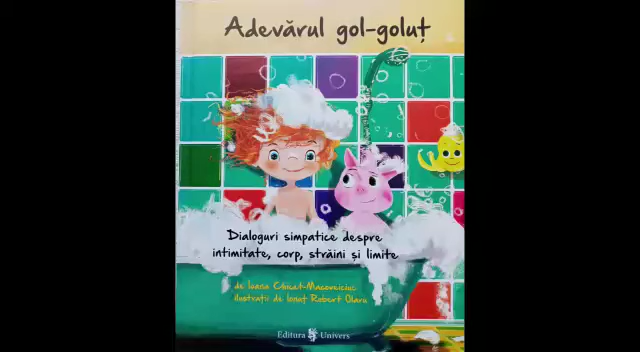 Adevărul gol-goluț
Dialoguri simpatice despre
intimitate, corp, străini și limite
de Ioana Chicet-Macoveiciuc
ilustrații de Ionuț Robert Olaru
Editura Univers